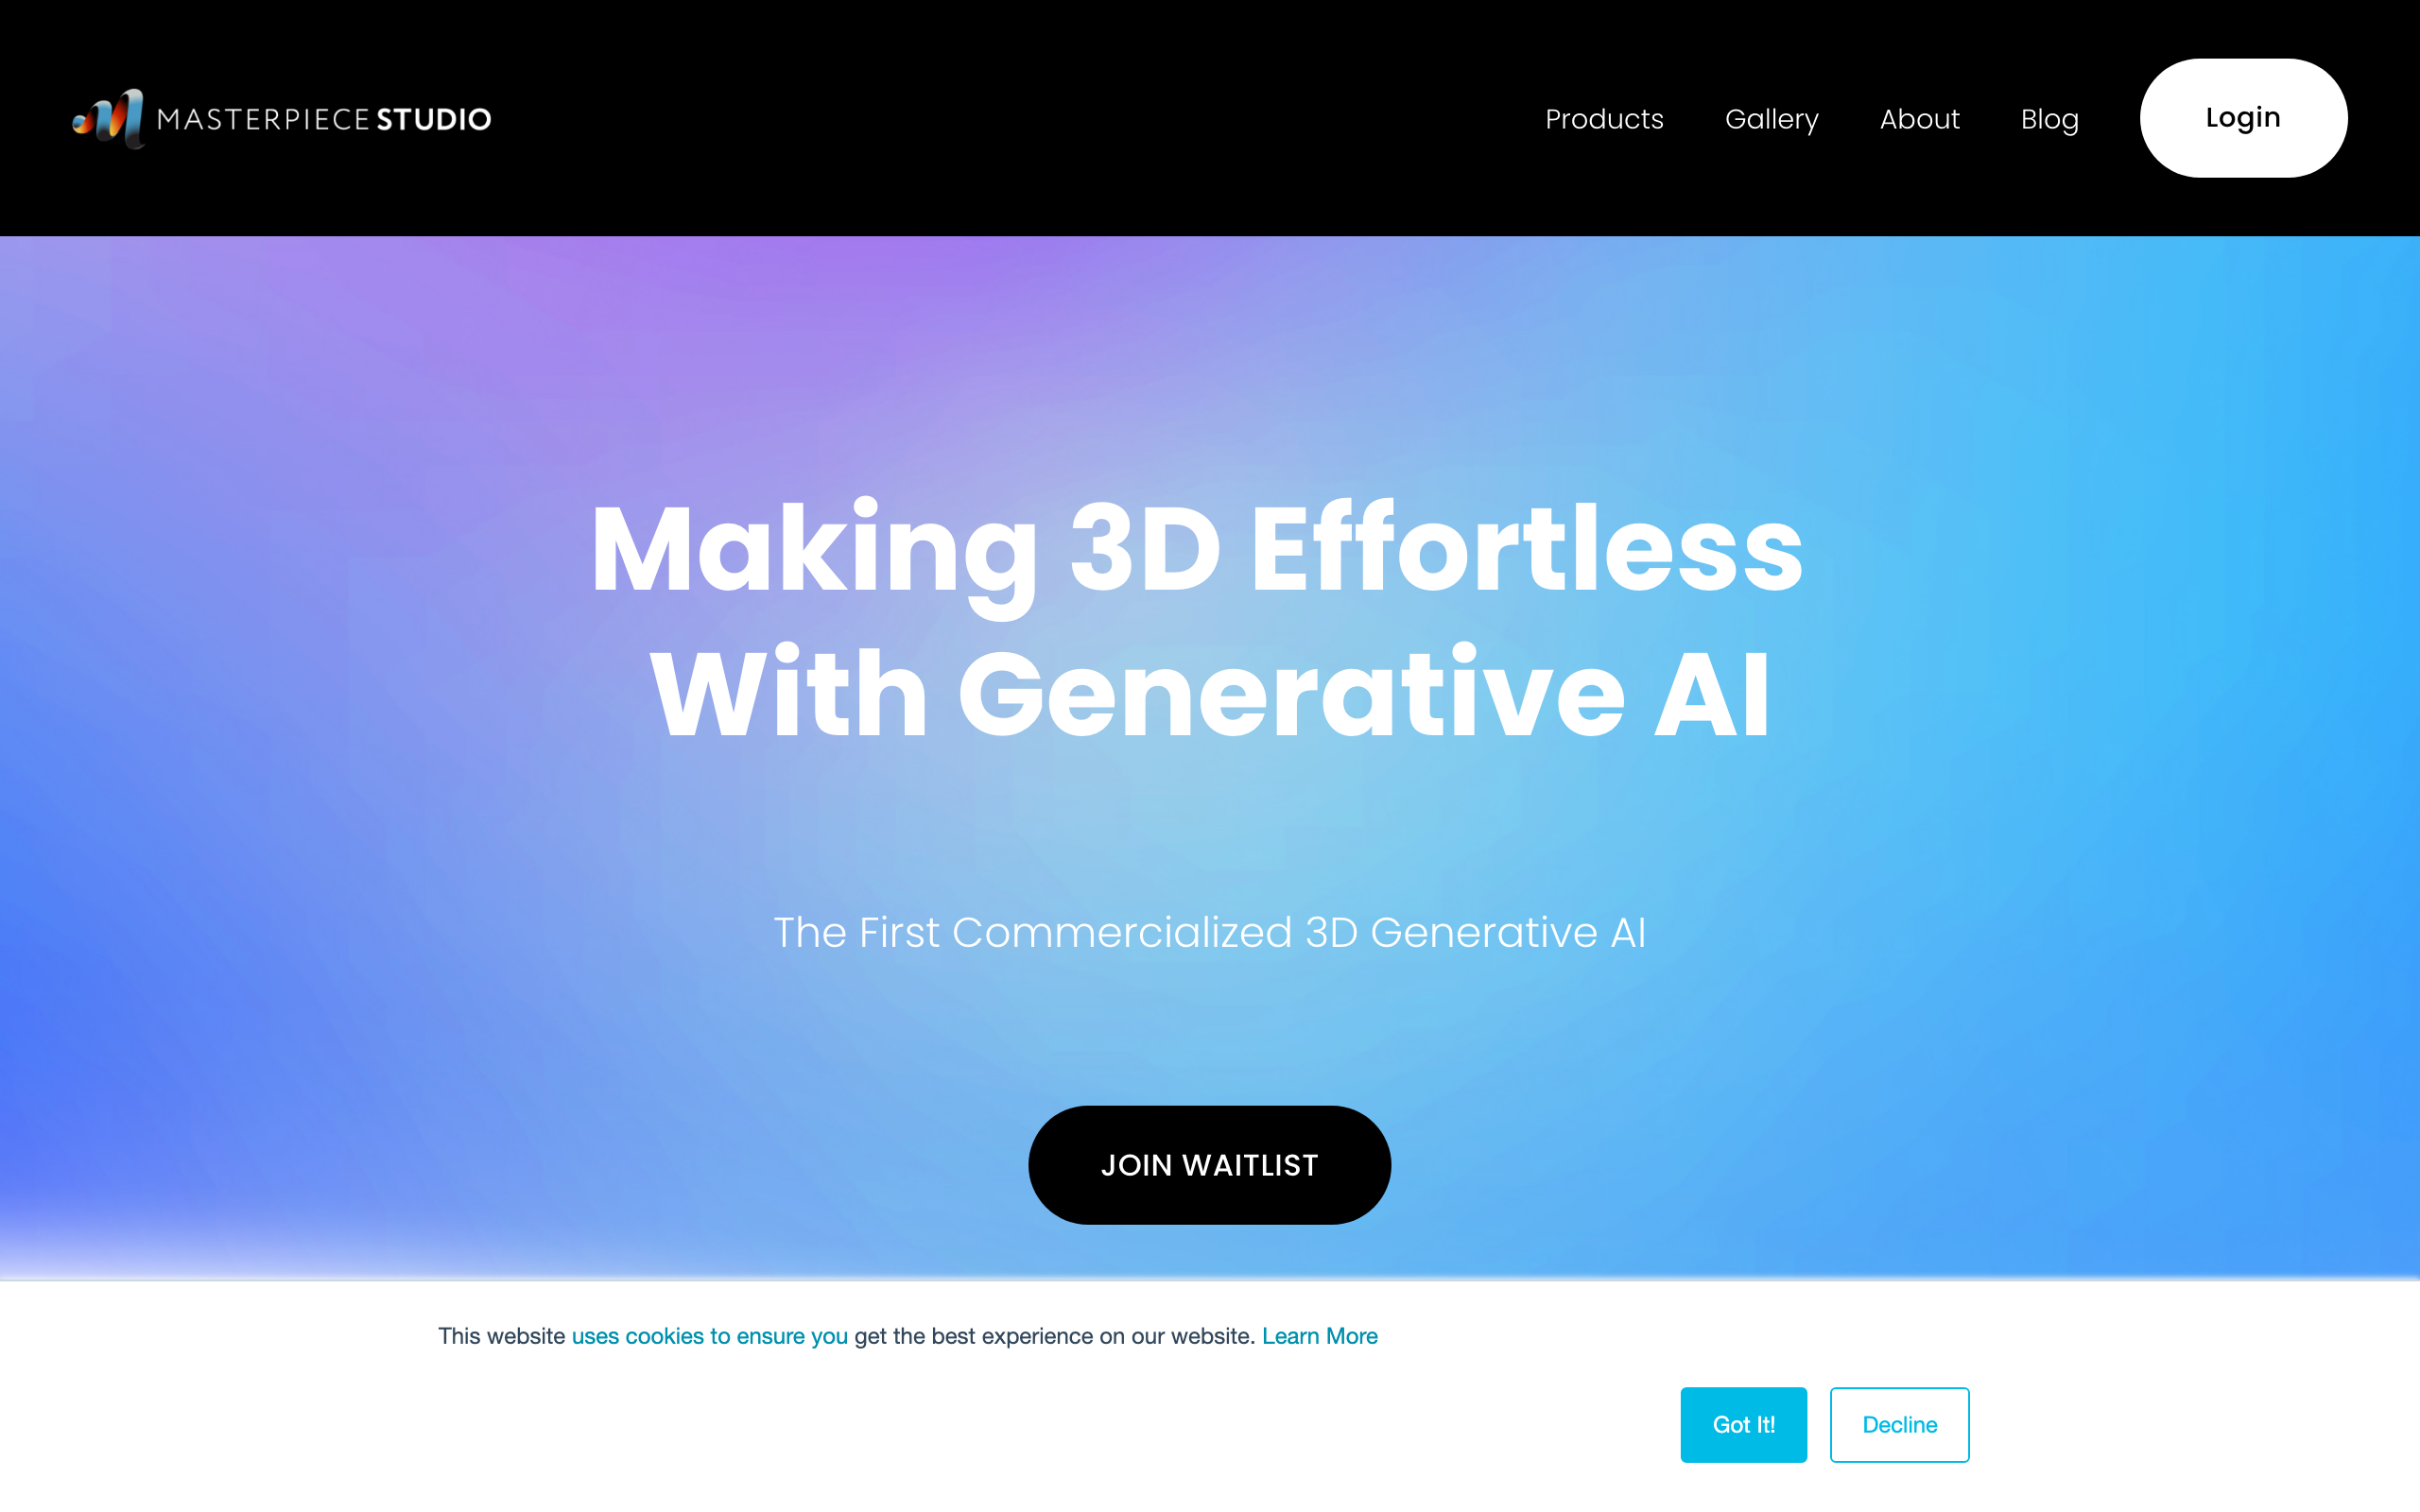 MASTERPIECE STUDIO
Products Gallery About Blog Login
Making 3D Effortless
With Generative AI
The First Commercialized 3D Generative AI
JOIN WAITLIST
This website uses cookies to ensure you get the best experience on our website. Learn More
Got It! Decline